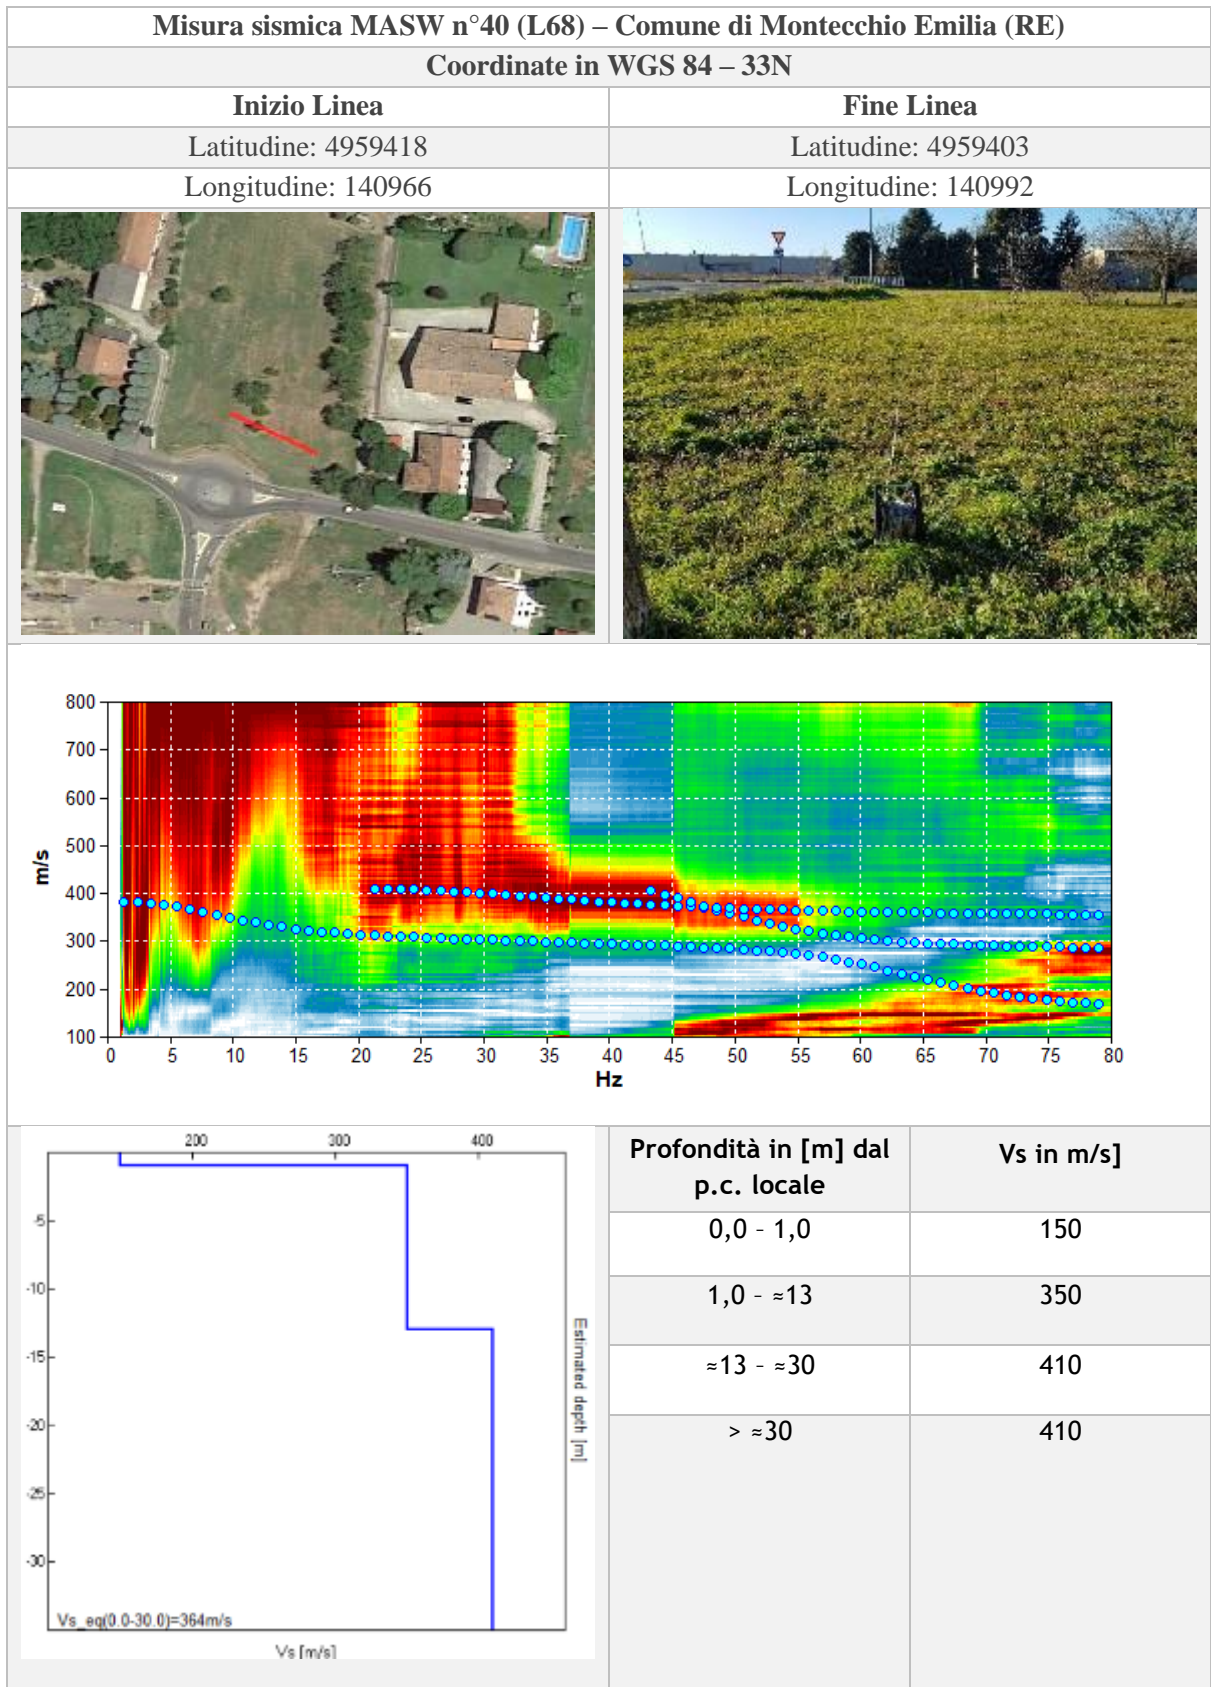 Misura sismica MASW n°40 (L68) – Comune di Montecchio Emilia (RE)
Coordinate in WGS 84 – 33N
Inizio Linea
Fine Linea
Latitudine: 4959418
Latitudine: 4959403
Longitudine: 140966
Longitudine: 140992
800
700
600
500
400
300
200
100
m/s
0 5 10 15 20 25 30 35 40 45 50 55 60 65 70 75 80
Hz
200 300 400
-5
-10
-15
-20
-25
-30
Estimated depth [m]
Vs_eq(0.0-30.0)=364m/s
Vs [m/s]
Profondità in [m] dal
p.c. locale
Vs in m/s]
0,0 – 1,0
150
1,0 – ≈13
350
≈13 – ≈30
410
> ≈30
410